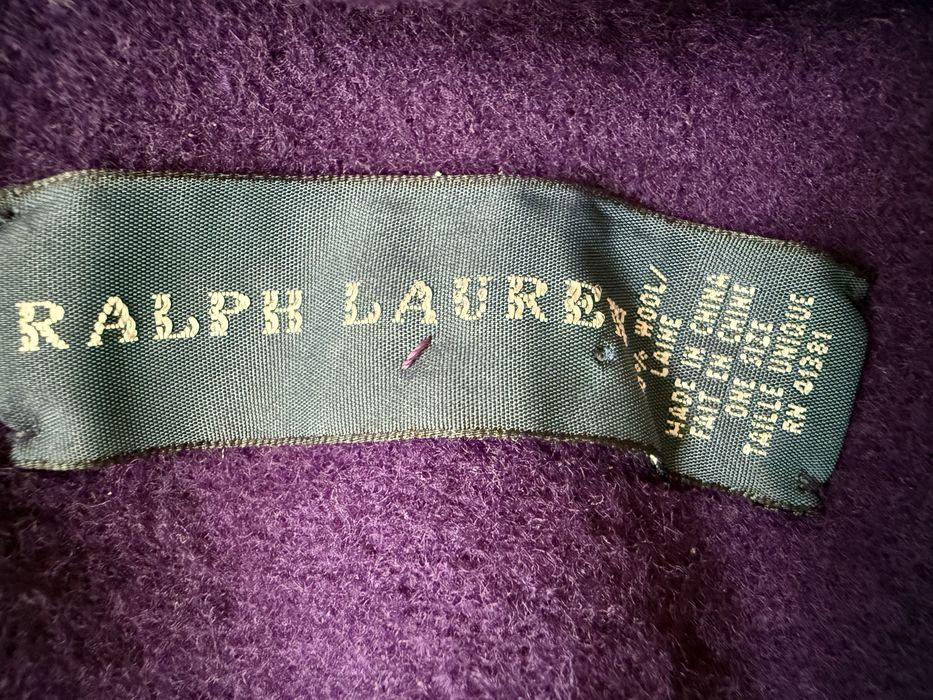 RALPH LAUREN
% WOOL/
LAINE
MADE IN CHINA
FAIT EN CHINE
ONE SIZE
TAILLE UNIQUE
RN 41381